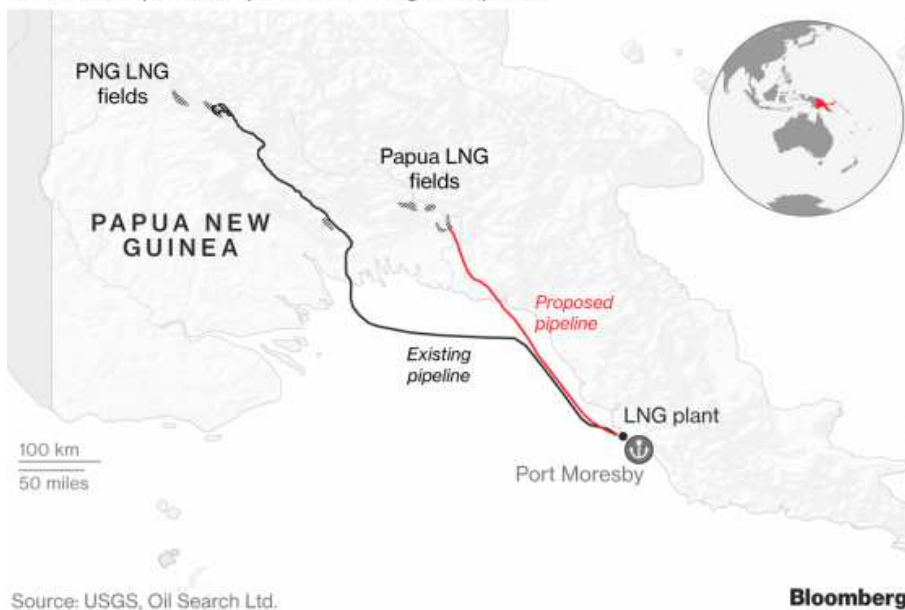 PNG LNG
fields
Papua LNG
fields
PAPUA NEW
GUINEA
Proposed
pipeline
Existing
pipeline
LNG plant
100 km
50 miles
Port Moresby
Source: USGS, Oil Search Ltd.
Bloomberg